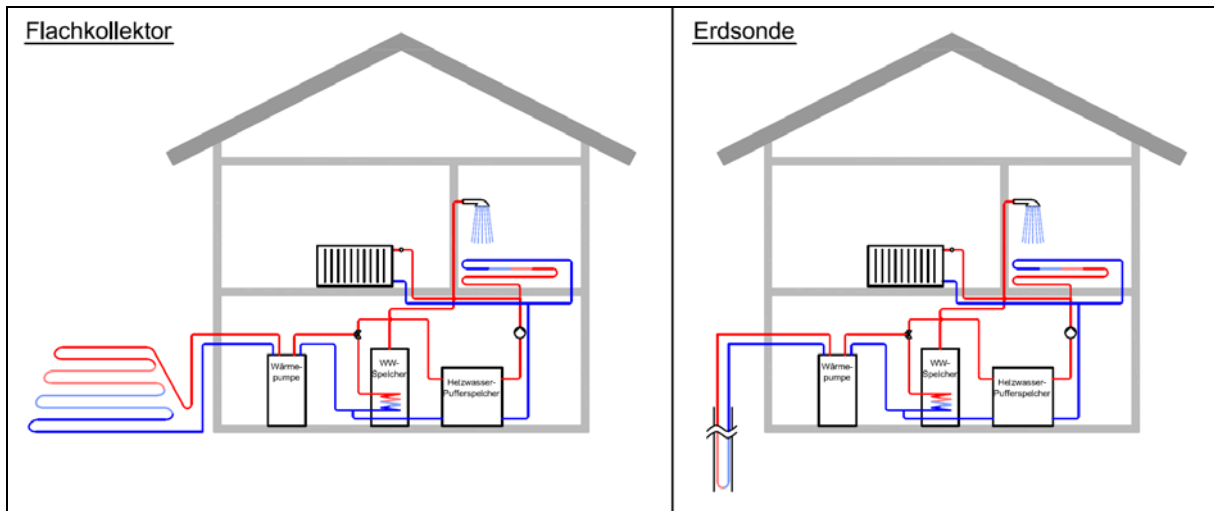 Flachkollektor
Wärme-
pumpe
WW-
Speicher
Heizwasser-
Pufferspeicher
Erdsonde
Wärme-
pumpe
WW-
Speicher
Heizwasser-
Pufferspeicher